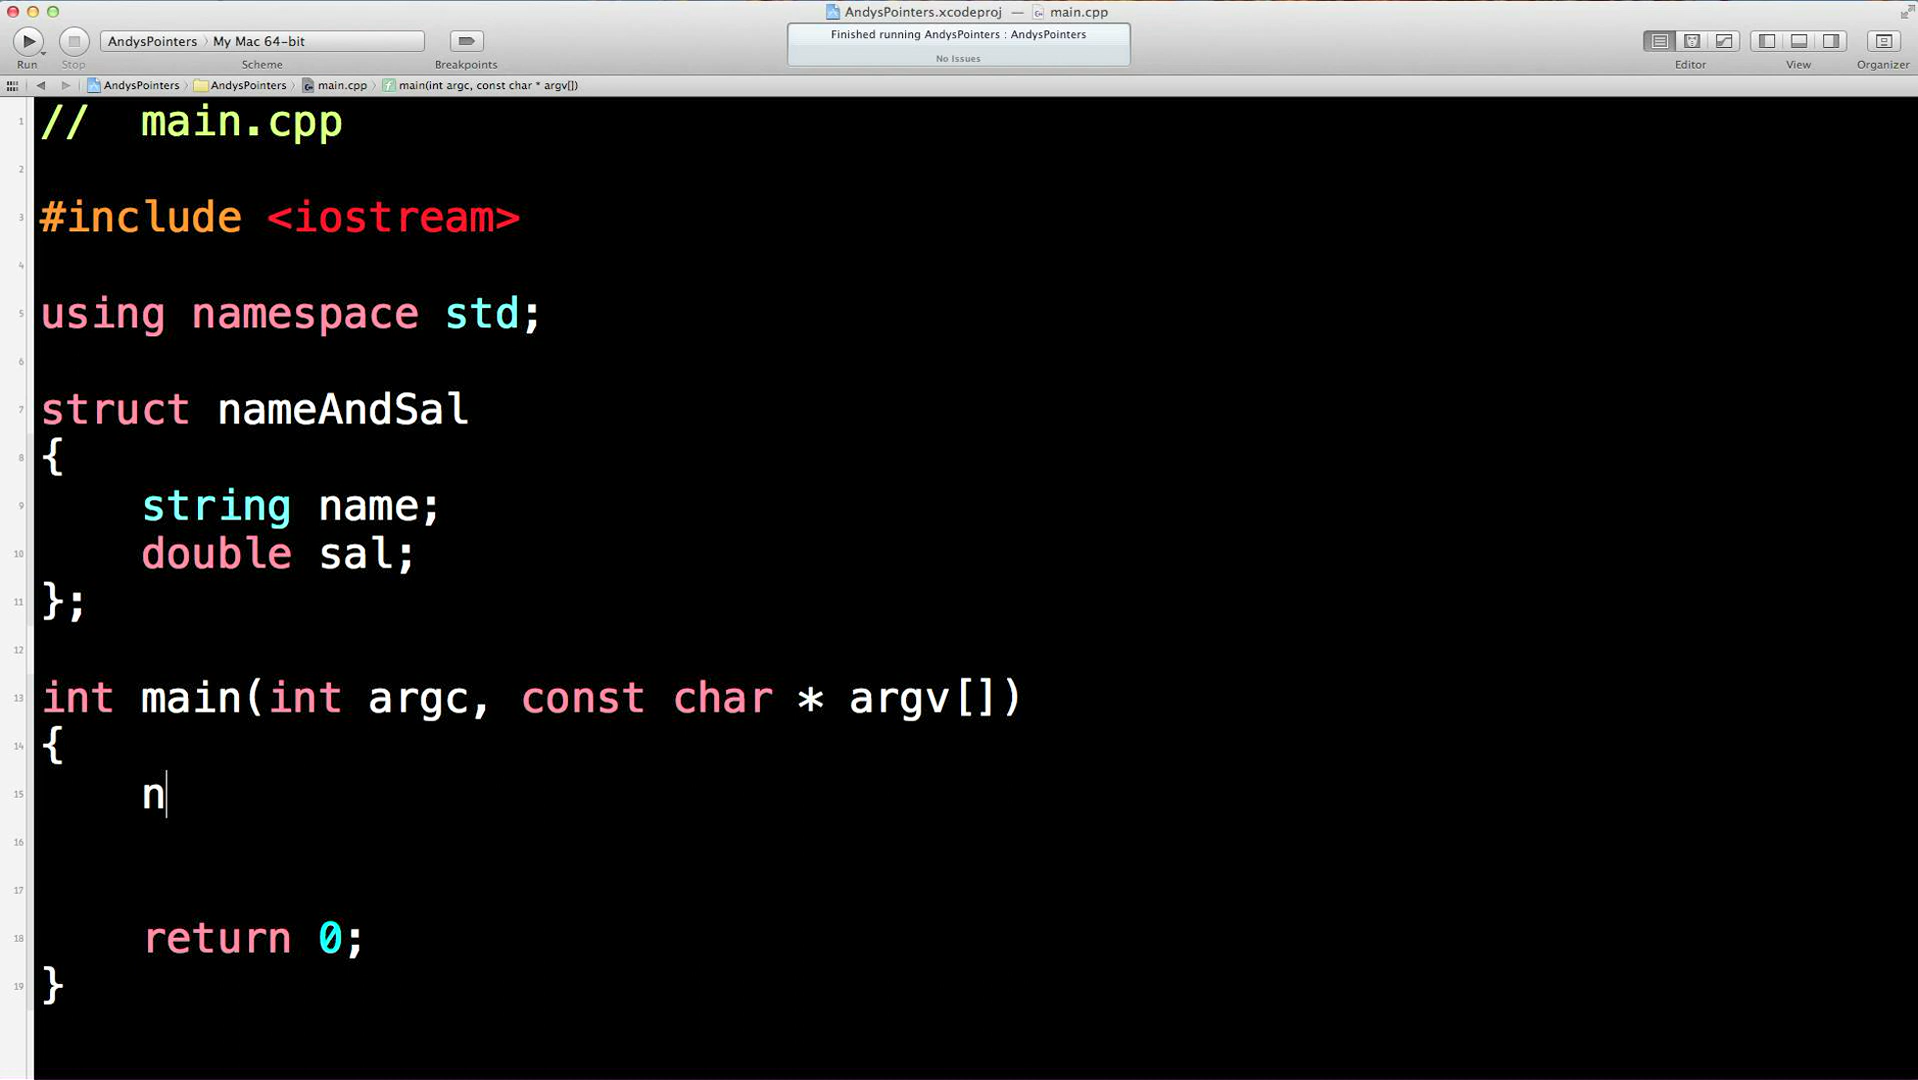 AndysPointers.xcodeproj — main.cpp
AndysPointers My Mac 64-bit
Finished running AndysPointers : AndysPointers
No Issues
Run Stop Scheme Breakpoints Editor View Organizer
AndysPointers AndysPointers main.cpp main(int argc, const char * argv[])
1 // main.cpp
2
3 #include <iostream>
4
5 using namespace std;
6
7 struct nameAndSal
8 {
9 string name;
10 double sal;
11 };
12
13 int main(int argc, const char * argv[])
14 {
15 n
16
17
18 return 0;
19 }